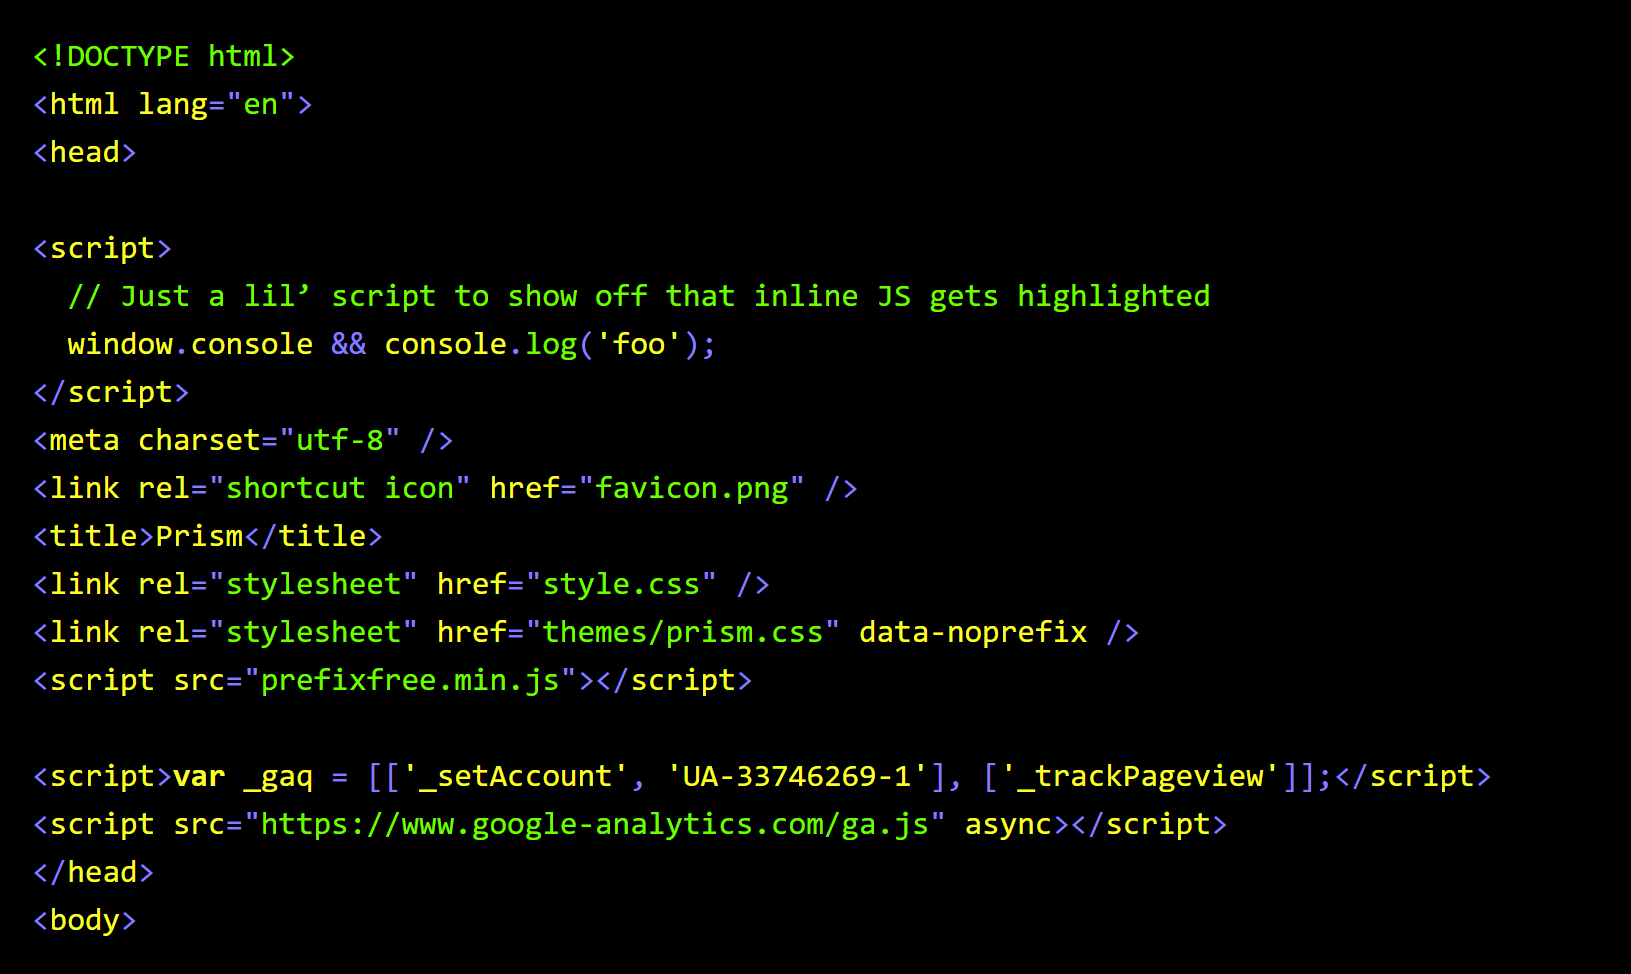 <!DOCTYPE html>
<html lang="en">
<head>

<script>
  // Just a lil’ script to show off that inline JS gets highlighted
  window.console && console.log('foo');
</script>
<meta charset="utf-8" />
<link rel="shortcut icon" href="favicon.png" />
<title>Prism</title>
<link rel="stylesheet" href="style.css" />
<link rel="stylesheet" href="themes/prism.css" data-noprefix />
<script src="prefixfree.min.js"></script>

<script>var _gaq = [['_setAccount', 'UA-33746269-1'], ['_trackPageview']];</script>
<script src="https://www.google-analytics.com/ga.js" async></script>
</head>
<body>